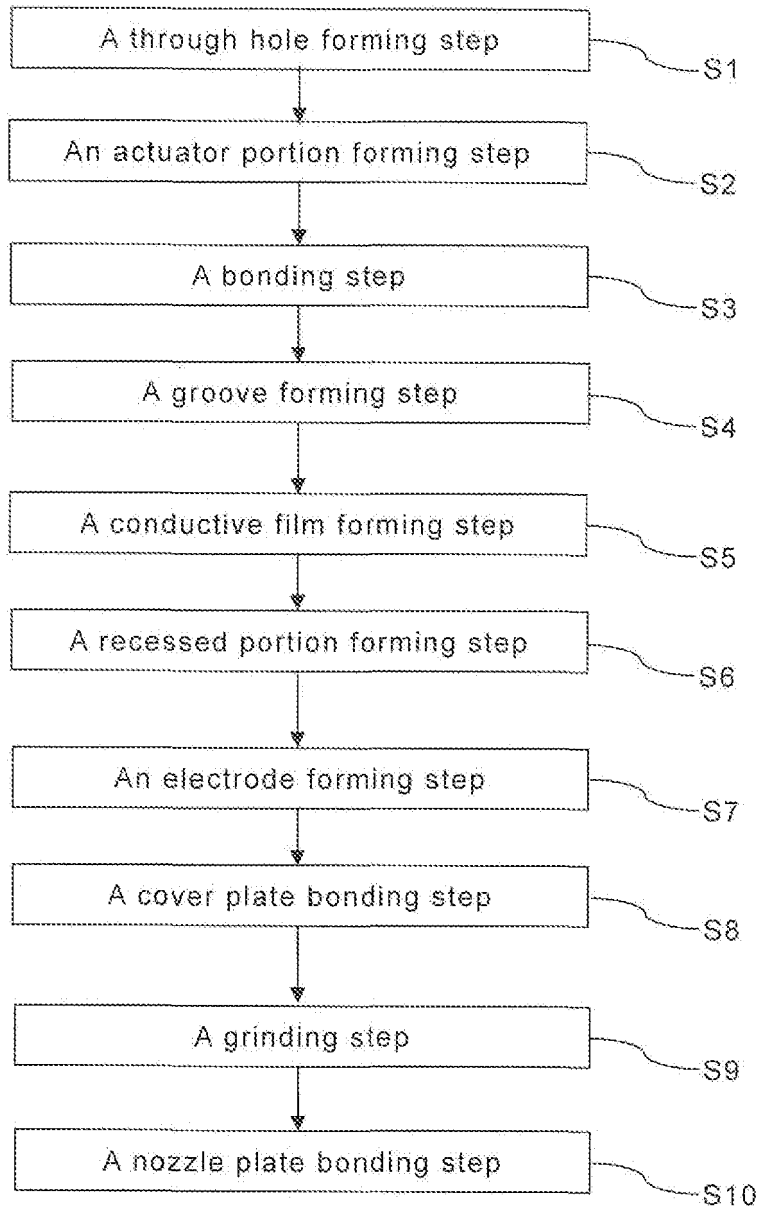 A through hole forming step
S1
An actuator portion forming step
S2
A bonding step
S3
A groove forming step
S4
A conductive film forming step
S5
A recessed portion forming step
S6
An electrode forming step
S7
A cover plate bonding step
S8
A grinding step
S9
A nozzle plate bonding step
S10